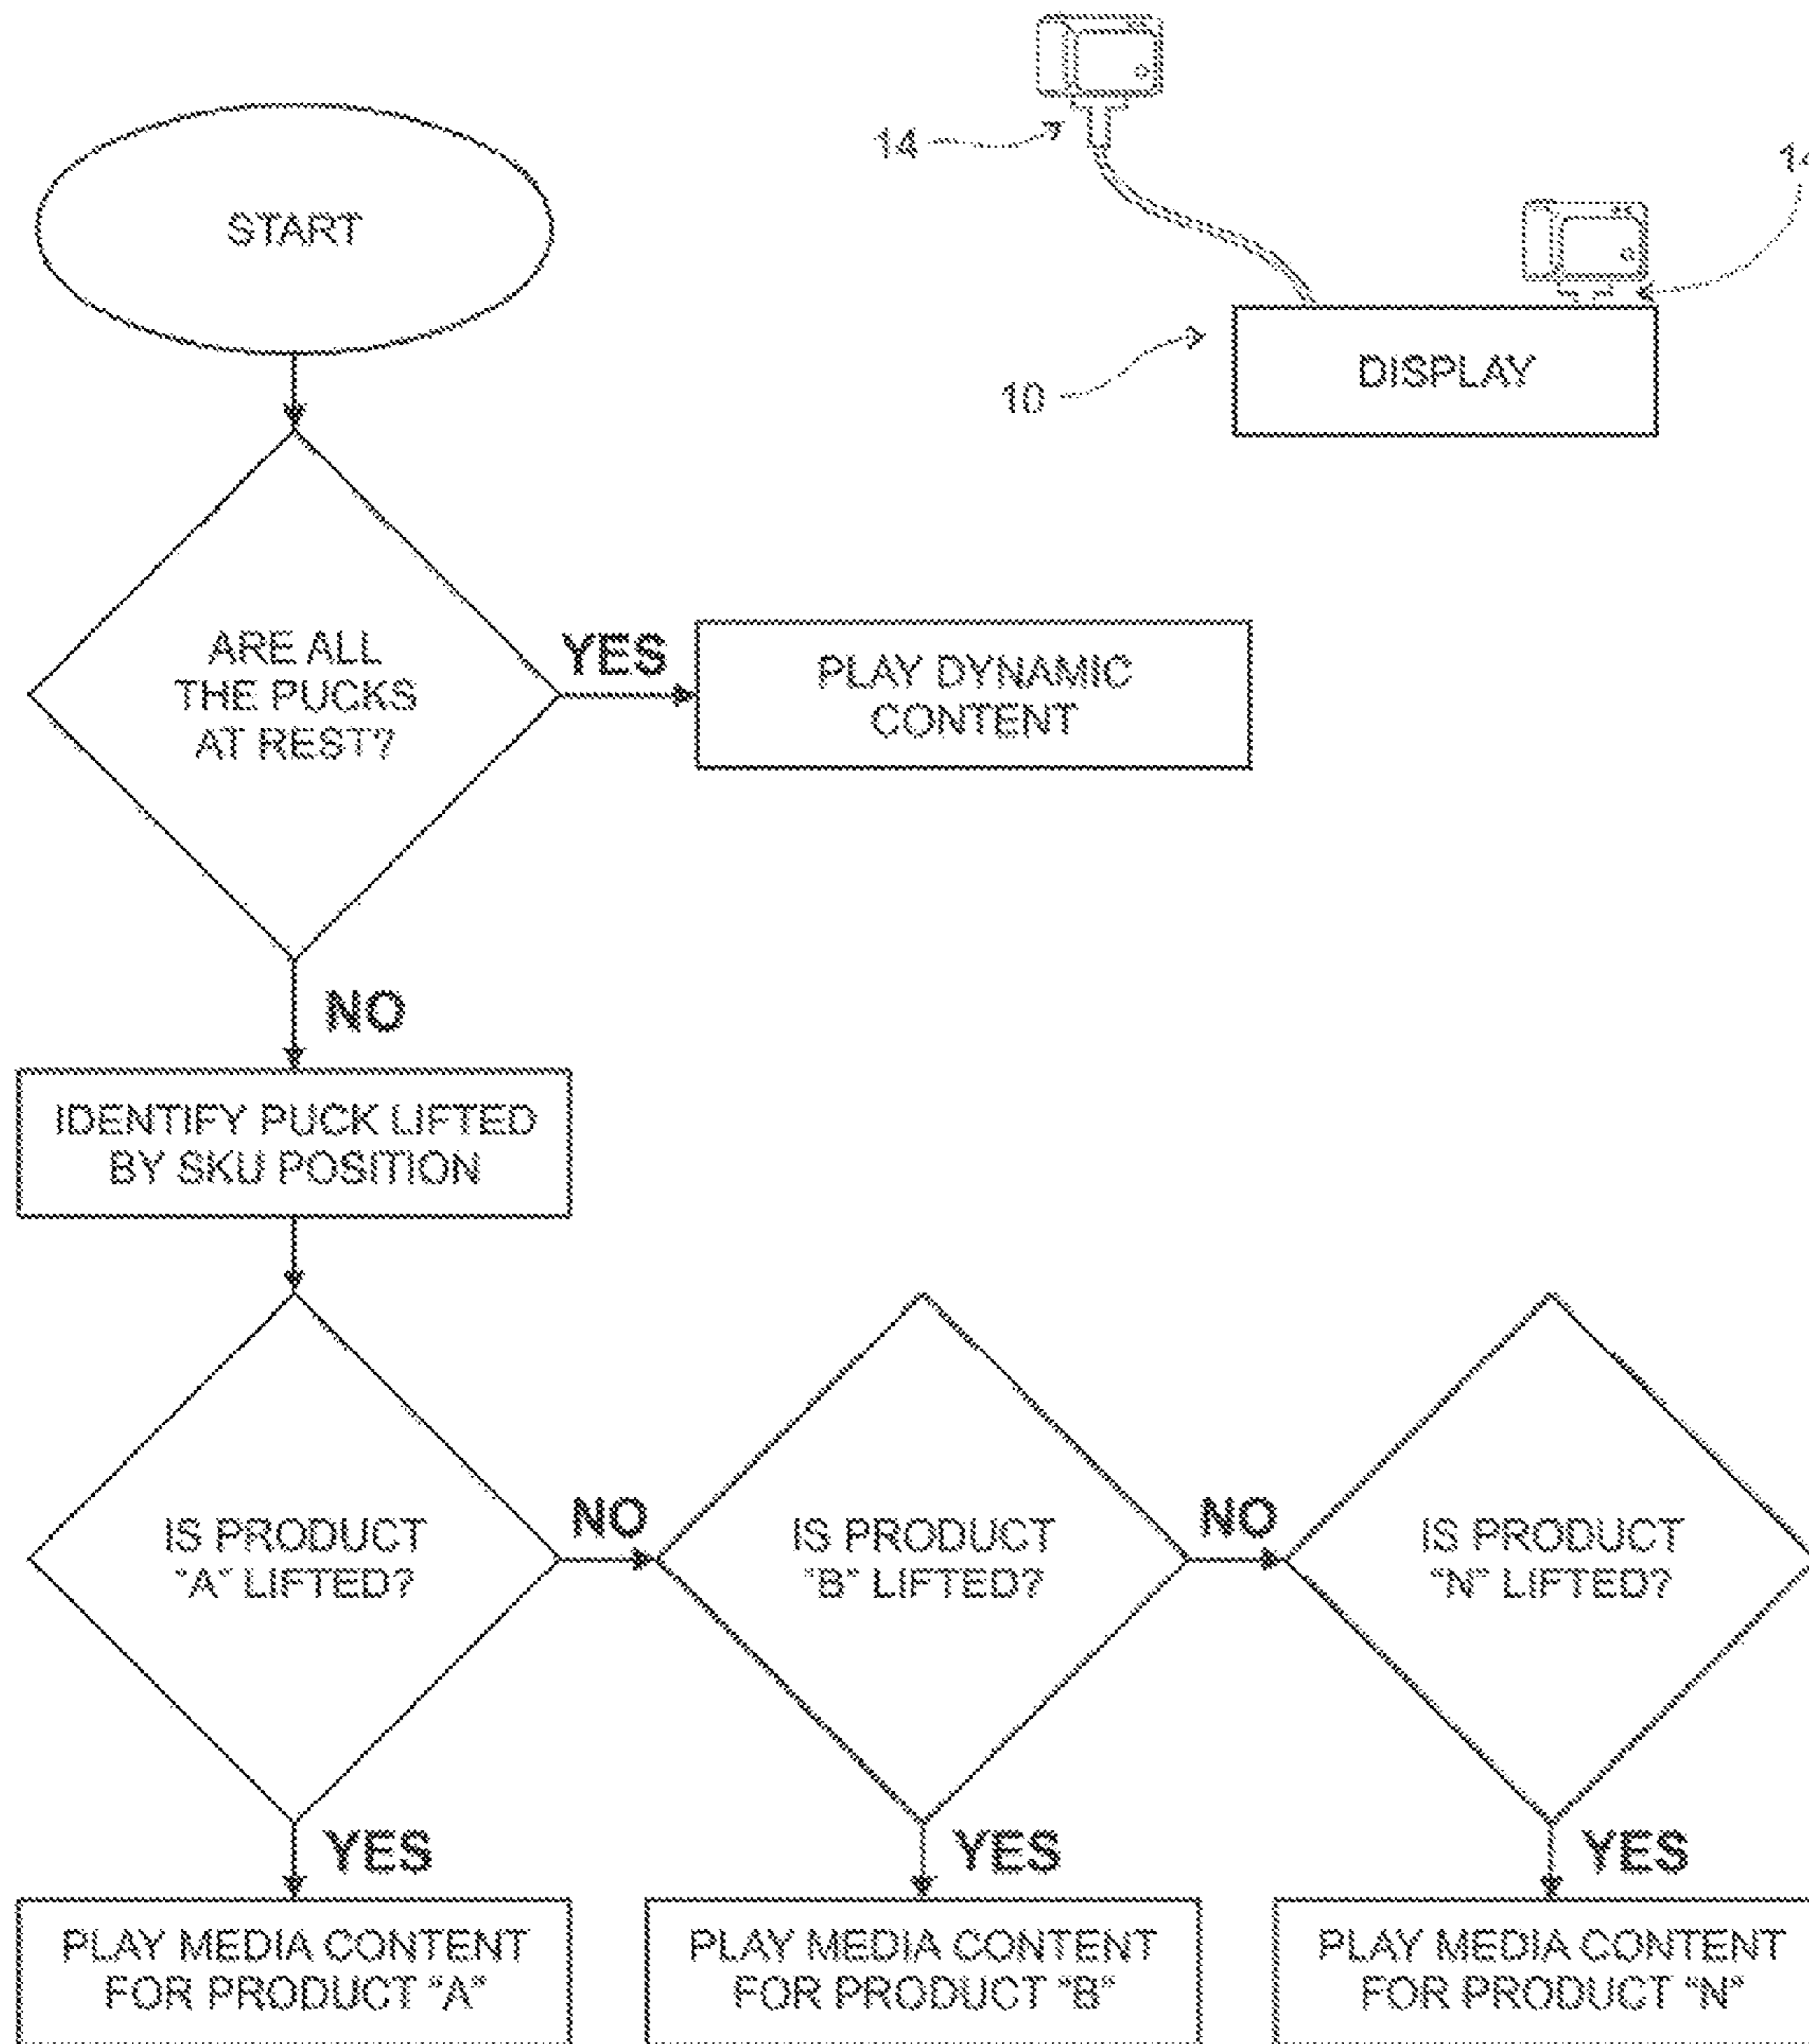 START
14
14
10
DISPLAY
ARE ALL
THE PUCKS
AT REST?
YES
PLAY DYNAMIC
CONTENT
NO
IDENTIFY PUCK LIFTED
BY SKU POSITION
IS PRODUCT
"A" LIFTED?
NO
IS PRODUCT
"B" LIFTED?
NO
IS PRODUCT
"N" LIFTED?
YES
YES
YES
PLAY MEDIA CONTENT
FOR PRODUCT "A"
PLAY MEDIA CONTENT
FOR PRODUCT "B"
PLAY MEDIA CONTENT
FOR PRODUCT "N"